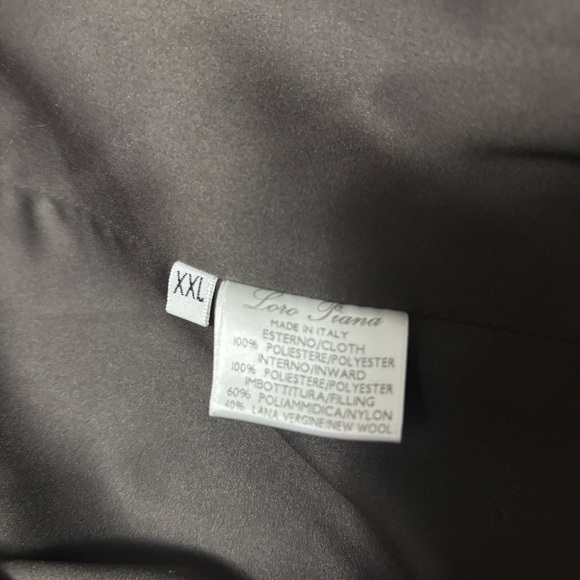 XXL
Loro Piana
MADE IN ITALY
ESTERNO/CLOTH
100% POLIESTERE/POLYESTER
INTERNO/INWARD
100% POLIESTERE/POLYESTER
IMBOTTITURA/FILLING
60% POLIAMMIDICA/NYLON
40% LANA VERGINE/NEW WOOL